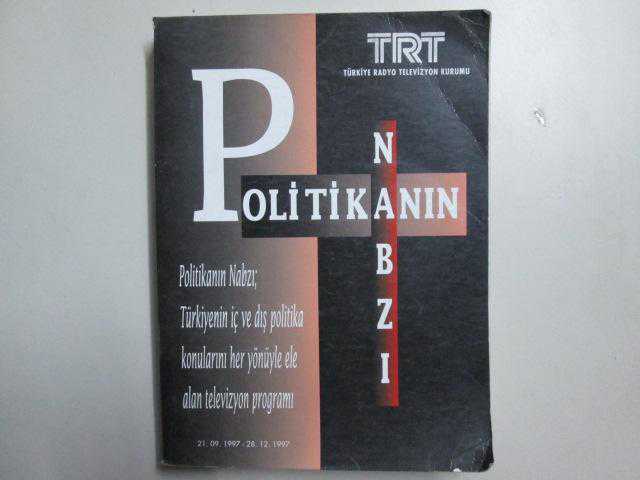 TRT
TÜRKİYE RADYO TELEVİZYON KURUMU
POLİTİKANIN
NABZI
Politikanın Nabzı;
Türkiyenin iç ve dış politika
konularını her yönüyle ele
alan televizyon programı
21. 09. 1997 - 28. 12. 1997